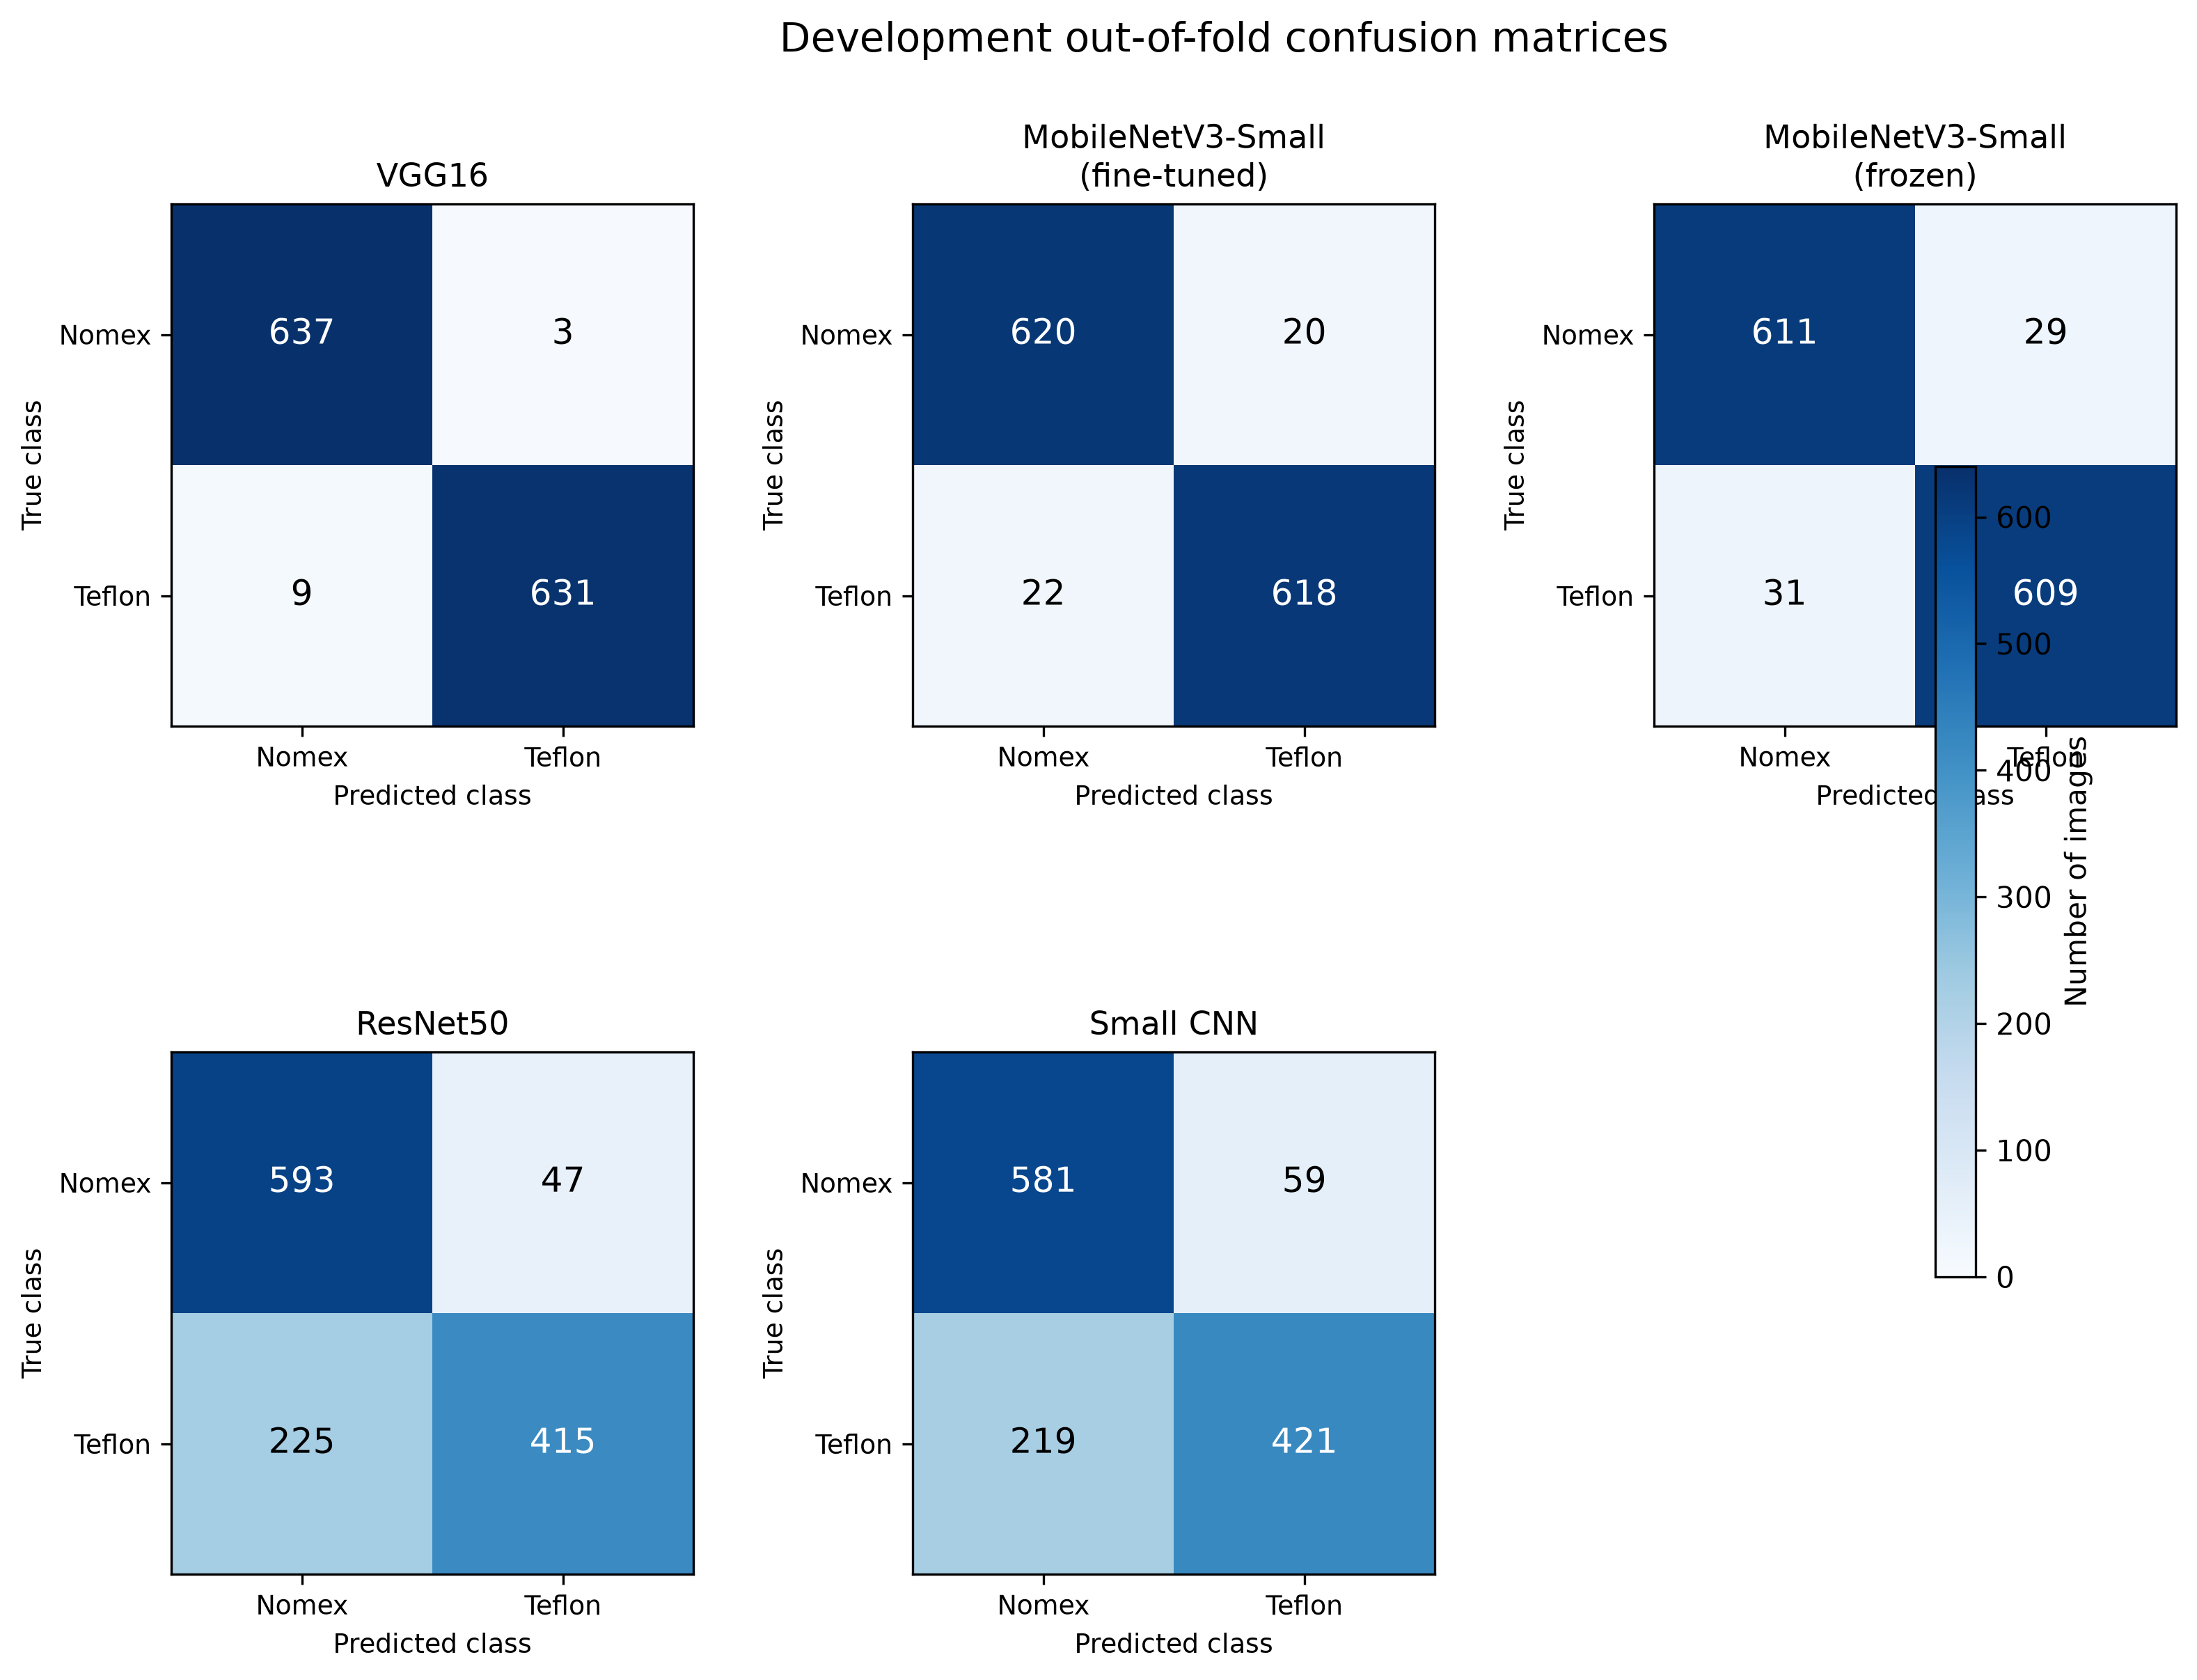 Development out-of-fold confusion matrices
VGG16
True class
Nomex
637
3
Teflon
9
631
Nomex
Teflon
Predicted class
MobileNetV3-Small
(fine-tuned)
True class
Nomex
620
20
Teflon
22
618
Nomex
Teflon
Predicted class
MobileNetV3-Small
(frozen)
True class
Nomex
611
29
Teflon
31
609
Nomex
Teflon
Predicted class
600
500
400
300
200
100
0
Number of images
ResNet50
True class
Nomex
593
47
Teflon
225
415
Nomex
Teflon
Predicted class
Small CNN
True class
Nomex
581
59
Teflon
219
421
Nomex
Teflon
Predicted class